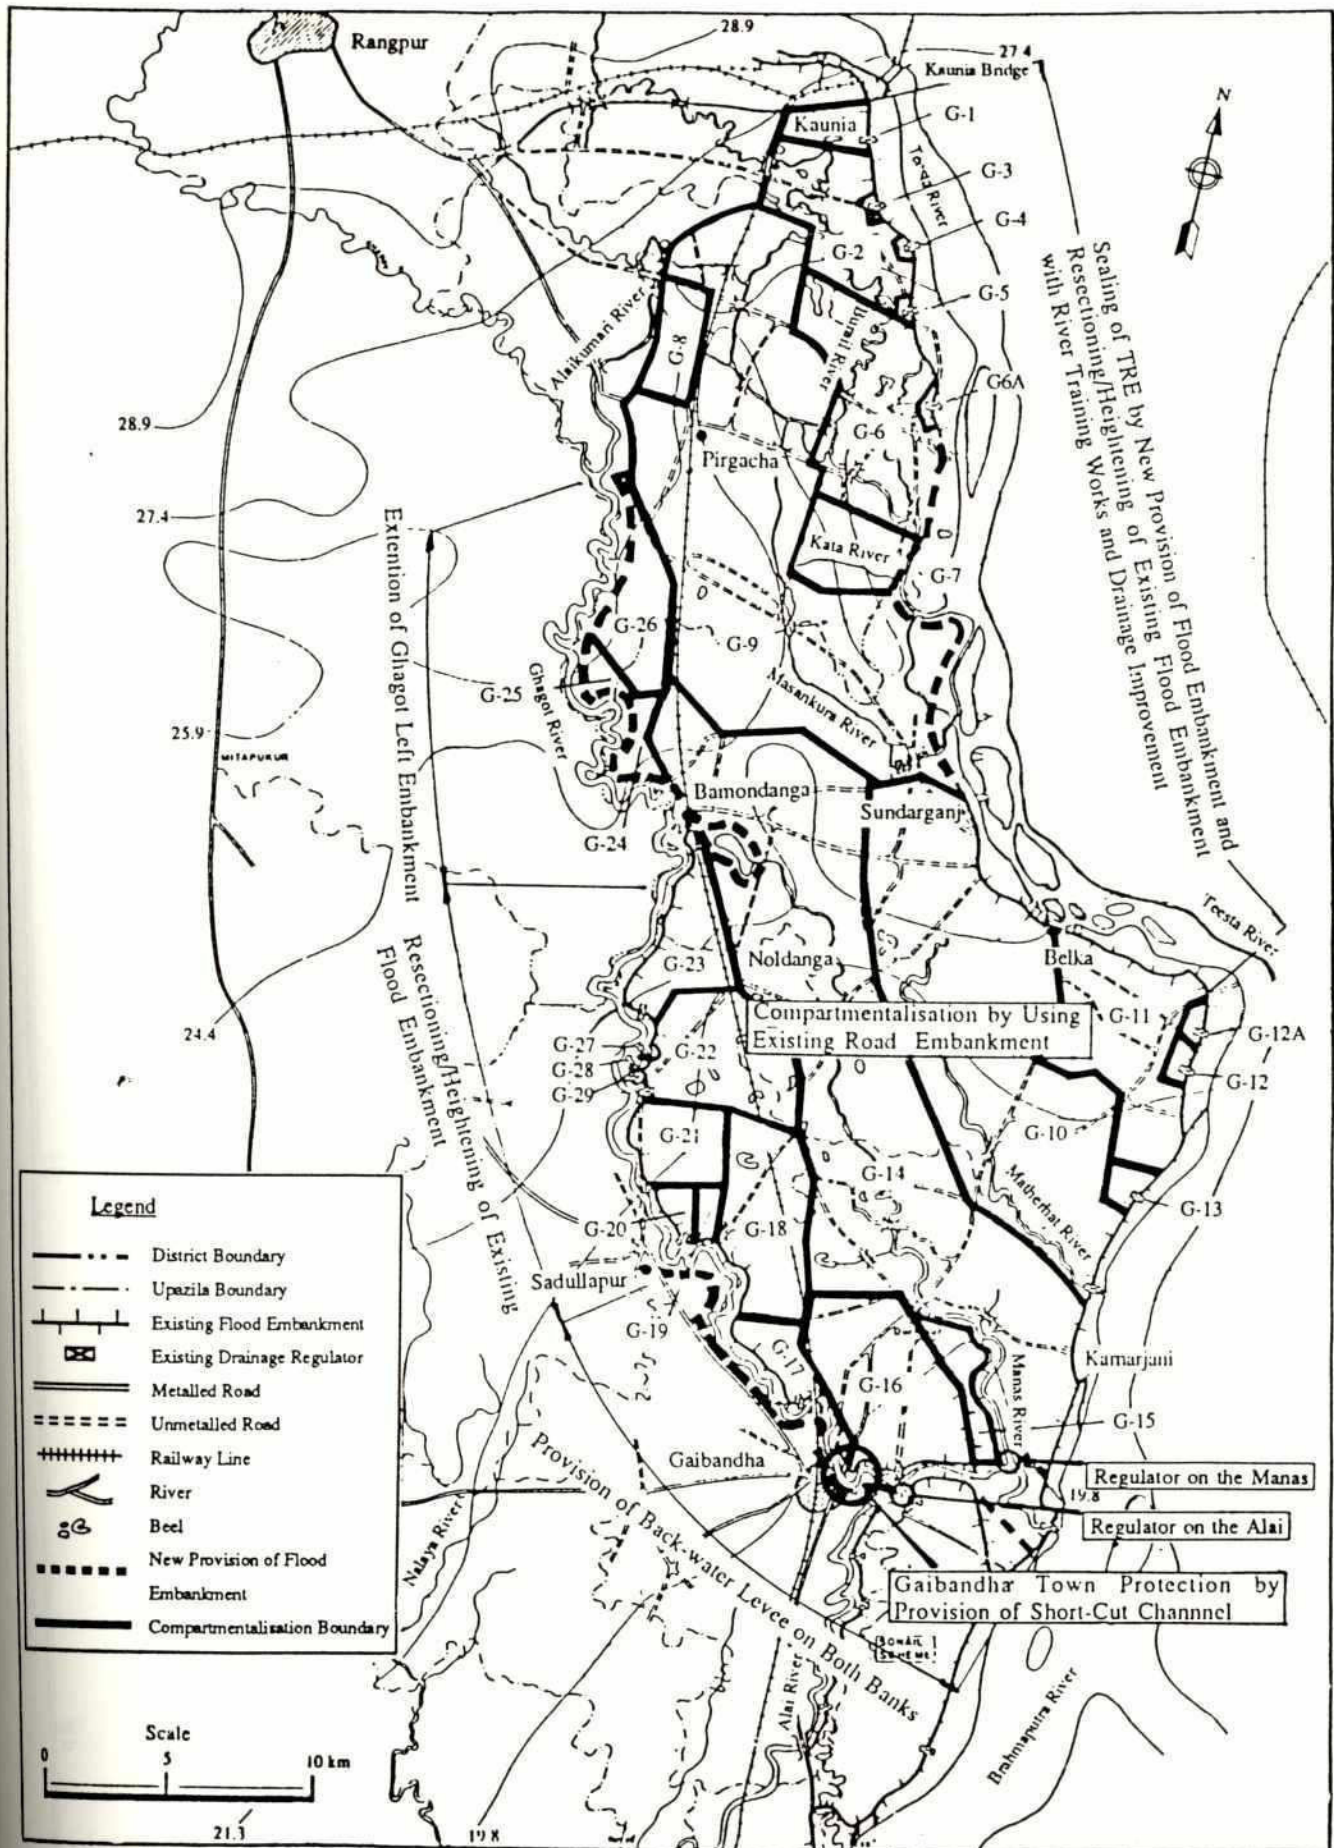 Rangpur
28.9
27.4
Kaunia Bridge
N
Kaunia
G-1
Teesta River
G-3
G-4
G-2
G-5
Alaikumari River
G-8
Burail River
G6A
28.9
G-6
Pirgacha
Sealing of TRE by New Provision of Flood Embankment and
Resectioning/Heightening of Existing Flood Embankment
with River Training Works and Drainage Improvement
27.4
Kata River
G-7
Extention of Ghagot Left Embankment
G-26
G-9
G-25
Ghagot River
Masankura River
25.9
MITAPUKUR
Bamondanga
Sundarganj
G-24
Teesta River
Belka
G-23
Noldanga
Resectioning/Heightening of Existing
Flood Embankment
24.4
Compartmentalisation by Using
Existing Road Embankment
G-11
G-12A
G-27
G-28
G-29
G-22
G-12
G-21
G-10
G-14
Matherhat River
G-13
G-20
G-18
Sadullapur
G-19
G-17
G-16
Manas River
Kamarjani
G-15
Gaibandha
Regulator on the Manas
19.8
Regulator on the Alai
Provision of Back-water Levee on Both Banks
Nalaya River
Gaibandha Town Protection by
Provision of Short-Cut Channnel
SONAIL
SCHEME
Alai River
Brahmaputra River
Legend
District Boundary
Upazila Boundary
Existing Flood Embankment
Existing Drainage Regulator
Metalled Road
Unmetalled Road
Railway Line
River
Beel
New Provision of Flood
Embankment
Compartmentalisation Boundary
Scale
0 5 10 km
21.3
19.8